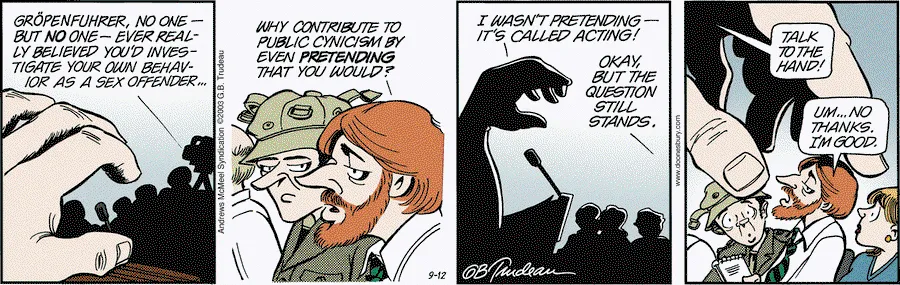 GRÖPENFUHRER, NO ONE –
BUT NO ONE – EVER REAL-
LY BELIEVED YOU'D INVES-
TIGATE YOUR OWN BEHAV-
IOR AS A SEX OFFENDER...
Andrews McMeel Syndication ©2003 G.B. Trudeau
WHY CONTRIBUTE TO
PUBLIC CYNICISM BY
EVEN PRETENDING
THAT YOU WOULD?
9-12
I WASN'T PRETENDING –
IT'S CALLED ACTING!
OKAY,
BUT THE
QUESTION
STILL
STANDS.
GB Trudeau
www.doonesbury.com
TALK
TO THE
HAND!
UM... NO
THANKS.
I'M GOOD.